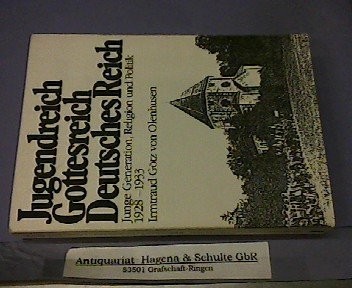 Jugendreich
Gottesreich
Deutsches Reich
Junge Generation, Religion und Politik
1928-1933
Irmtraud Götz von Olenhusen
Antiquariat Hagena & Schulte GbR
53501 Grafschaft-Ringen